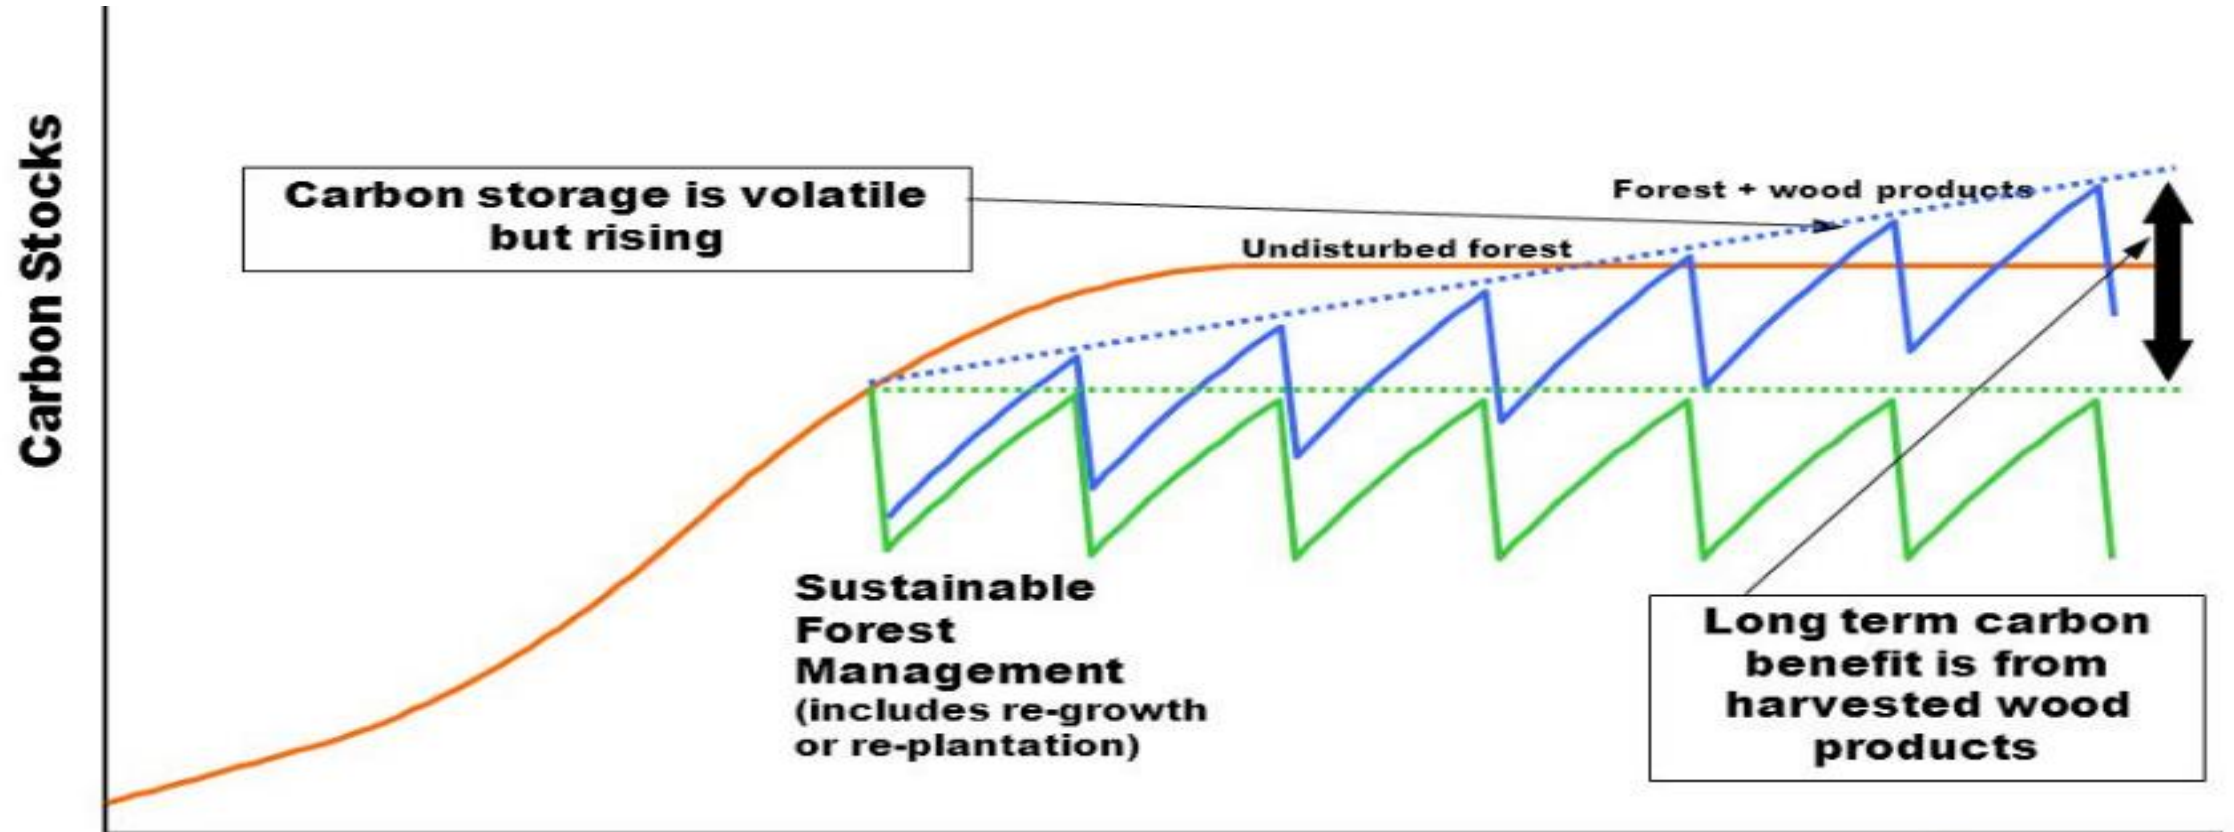 Carbon Stocks
Carbon storage is volatile
but rising
Forest + wood products
Undisturbed forest
Sustainable
Forest
Management
(includes re-growth
or re-plantation)
Long term carbon
benefit is from
harvested wood
products